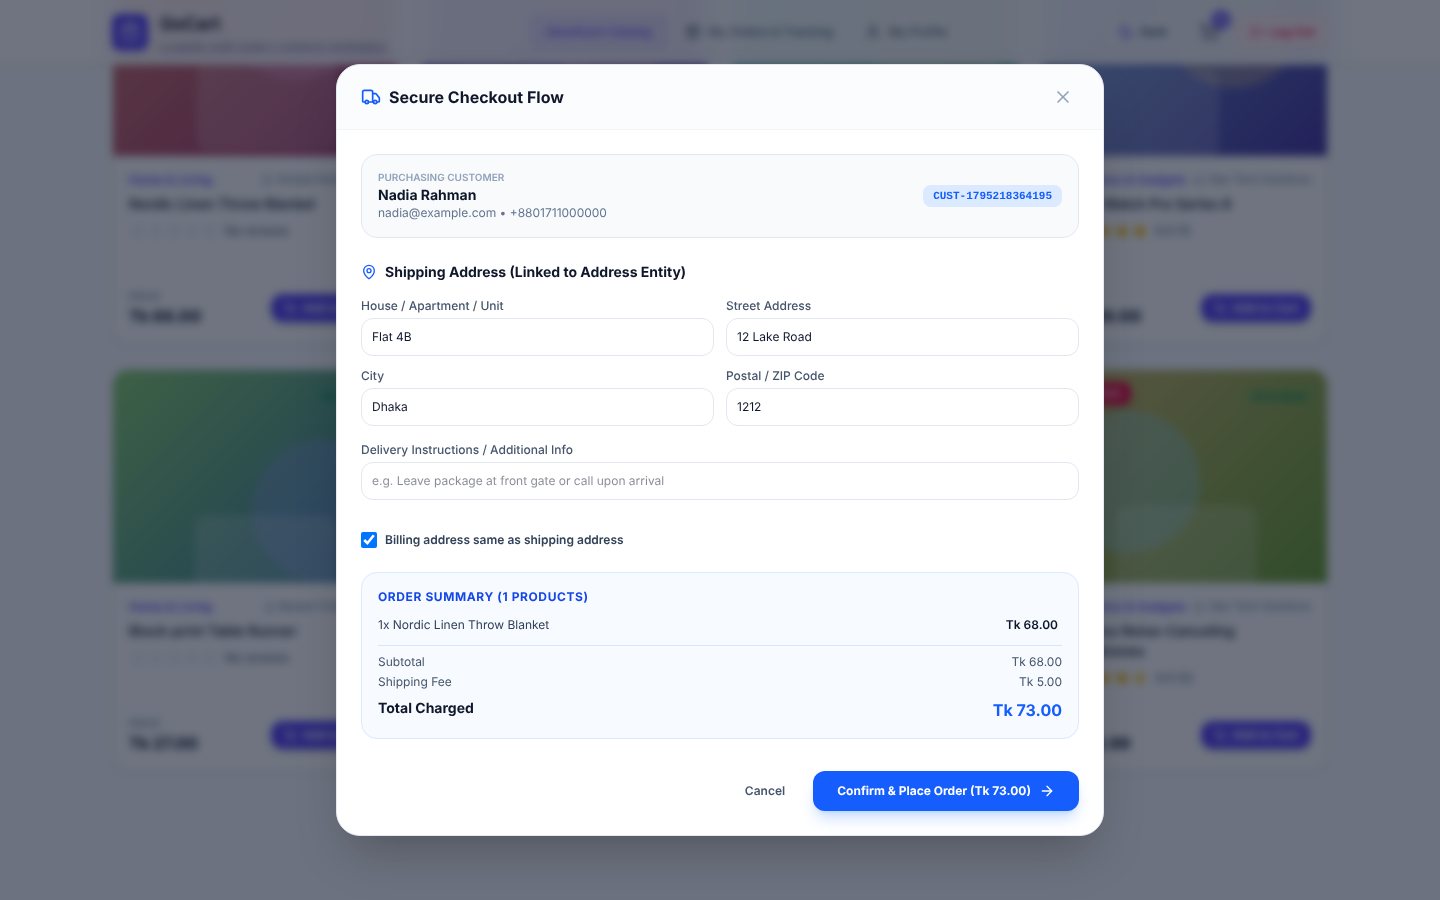 GoCart
Secure Checkout Flow
PURCHASING CUSTOMER
Nadia Rahman
nadia@example.com • +8801711000000
CUST-1795218364195
Shipping Address (Linked to Address Entity)
House / Apartment / Unit
Street Address
Flat 4B
12 Lake Road
City
Postal / ZIP Code
Dhaka
1212
Delivery Instructions / Additional Info
e.g. Leave package at front gate or call upon arrival
Billing address same as shipping address
ORDER SUMMARY (1 PRODUCTS)
1x Nordic Linen Throw Blanket
Tk 68.00
Subtotal
Tk 68.00
Shipping Fee
Tk 5.00
Total Charged
Tk 73.00
Cancel
Confirm & Place Order (Tk 73.00)